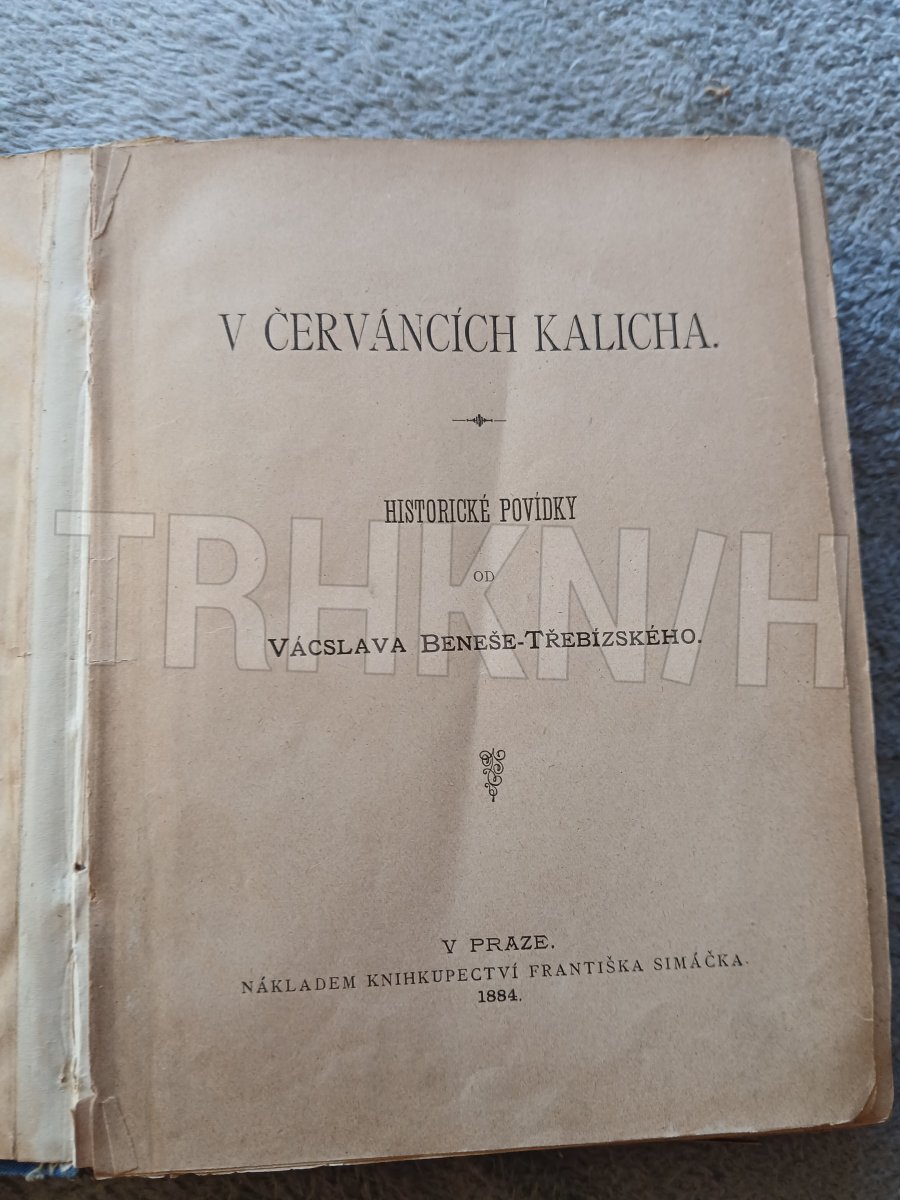 V ČERVÁNCÍCH KALICHA.
HISTORICKÉ POVÍDKY
OD
VÁCSLAVA BENEŠE-TŘEBÍZSKÉHO.
TRHKNIH
V PRAZE.
NÁKLADEM KNIHKUPECTVÍ FRANTIŠKA SIMÁČKA.
1884.